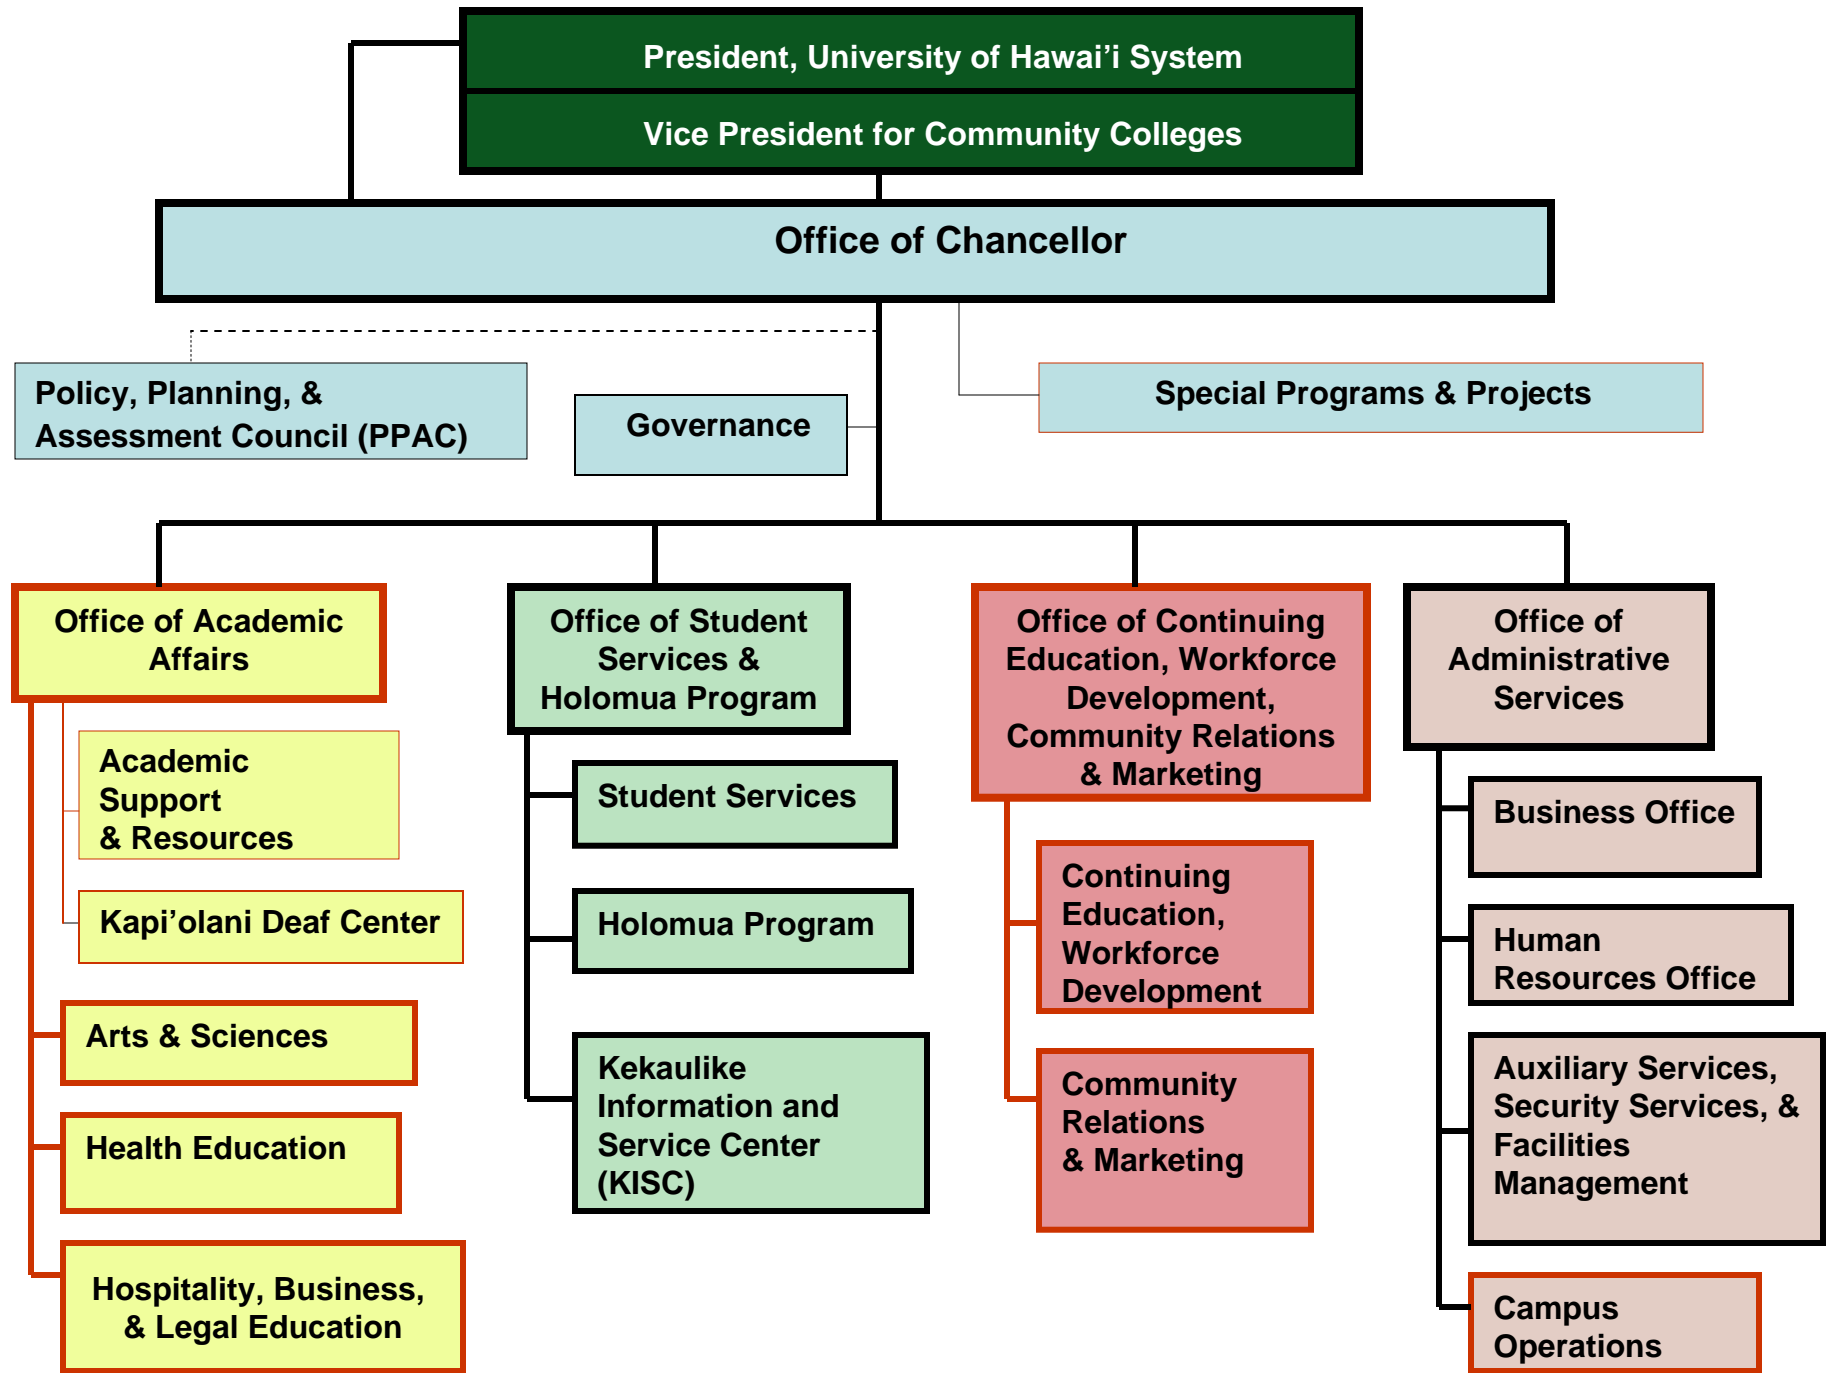 President, University of Hawai’i System
Vice President for Community Colleges
Office of Chancellor
Policy, Planning, &
Assessment Council (PPAC)
Governance
Special Programs & Projects
Office of Academic
Affairs
Academic
Support
& Resources
Kapi’olani Deaf Center
Arts & Sciences
Health Education
Hospitality, Business,
& Legal Education
Office of Student
Services &
Holomua Program
Student Services
Holomua Program
Kekaulike
Information and
Service Center
(KISC)
Office of Continuing
Education, Workforce
Development,
Community Relations
& Marketing
Continuing
Education,
Workforce
Development
Community
Relations
& Marketing
Office of
Administrative
Services
Business Office
Human
Resources Office
Auxiliary Services,
Security Services, &
Facilities
Management
Campus
Operations